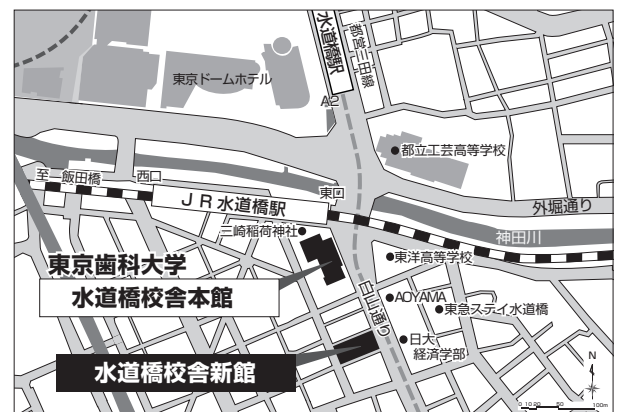 水道橋駅
都営三田線
東京ドームホテル
A2
都立工芸高等学校
至 飯田橋
西口
JR水道橋駅
東口
外堀通り
神田川
三崎稲荷神社
東京歯科大学
水道橋校舎本館
東洋高等学校
白山通り
AOYAMA
東急ステイ水道橋
日大
経済学部
水道橋校舎新館
N
0 10 20 50 100m